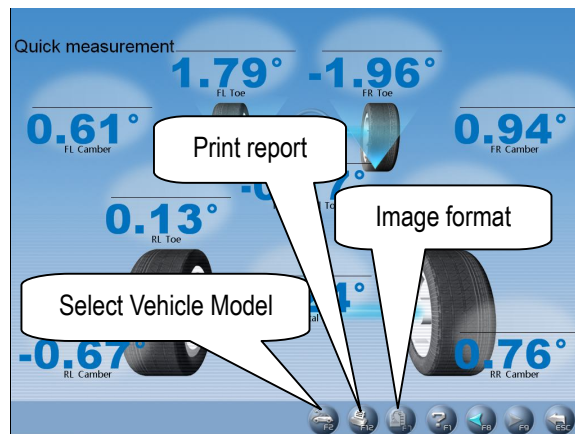 Quick measurement
1.79°
FL Toe
-1.96°
FR Toe
0.61°
FL Camber
0.94°
FR Camber
Print report
0.13°
RL Toe
Image format
Select Vehicle Model
-0.67°
RL Camber
0.76°
RR Camber
F2
F12
F1
F8
F9
ESC